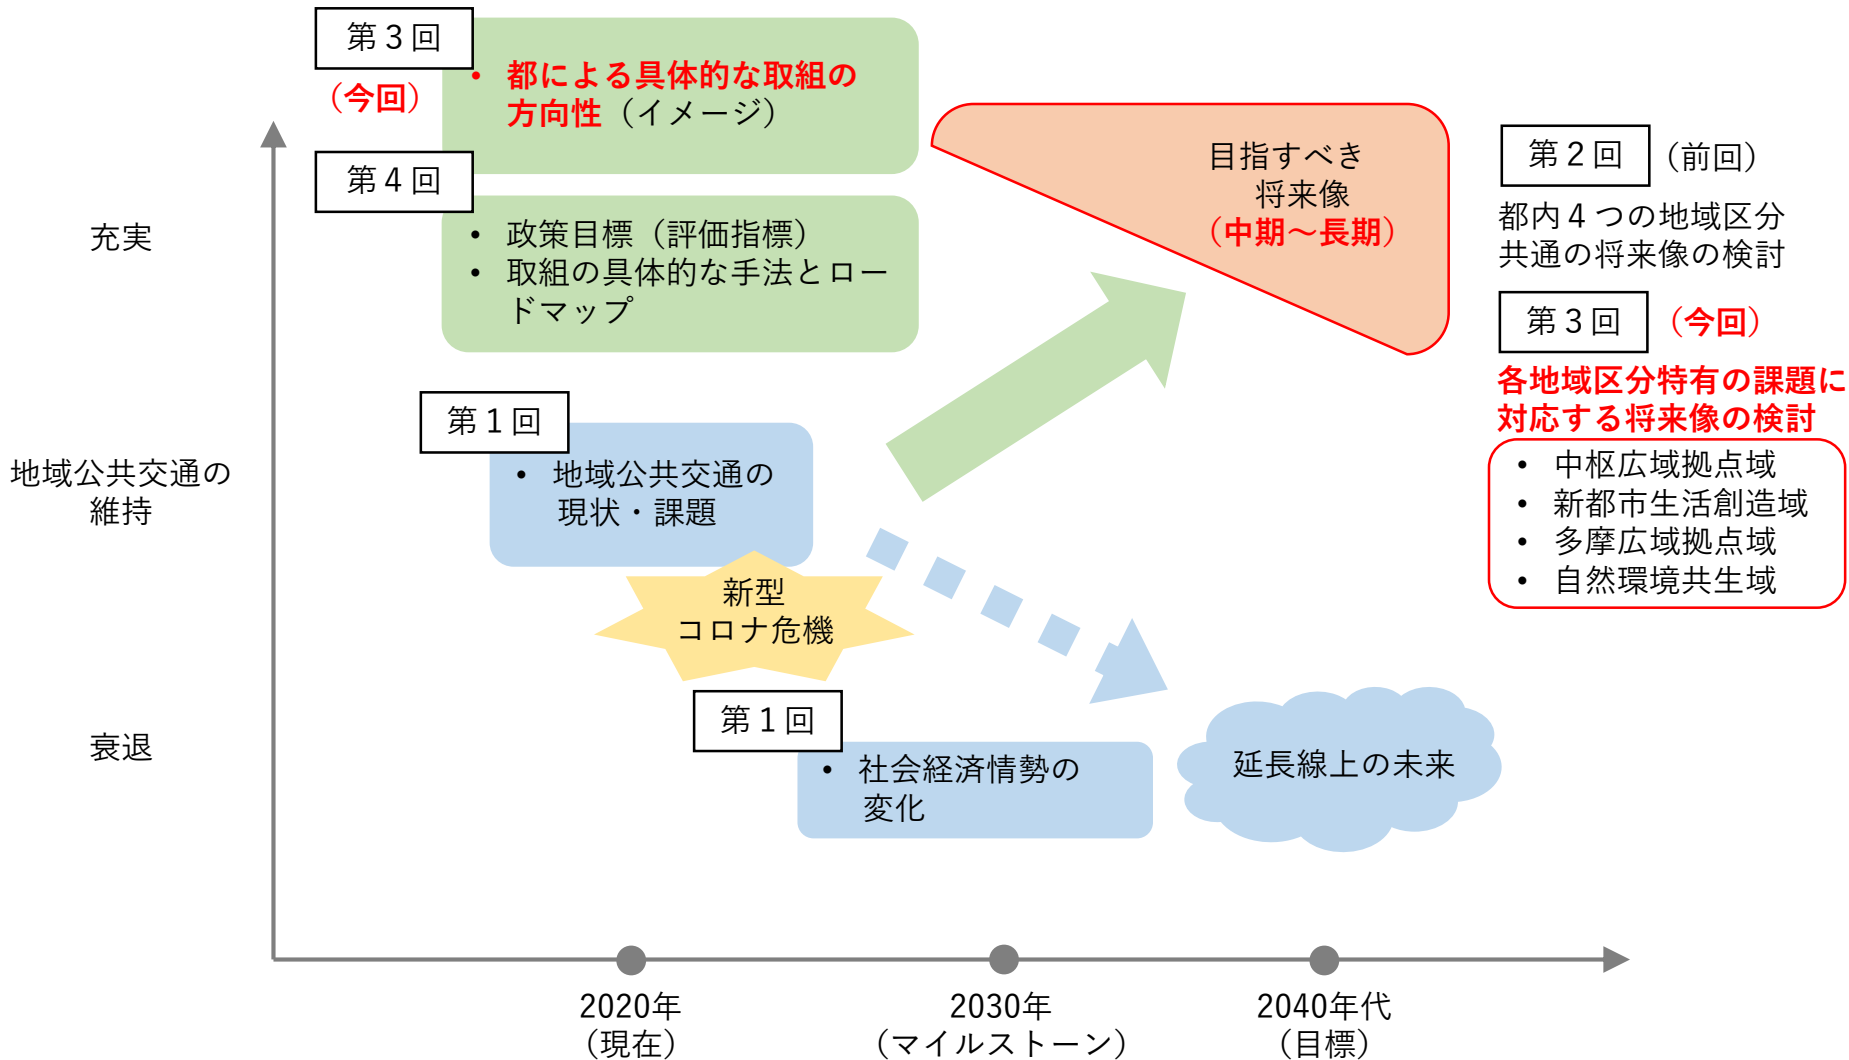 第３回
（今回）
• 都による具体的な取組の
方向性（イメージ）
第４回
• 政策目標（評価指標）
• 取組の具体的な手法とロー
ドマップ
目指すべき
将来像
（中期～長期）
第２回
（前回）
都内４つの地域区分
共通の将来像の検討
第３回
（今回）
各地域区分特有の課題に
対応する将来像の検討
• 中枢広域拠点域
• 新都市生活創造域
• 多摩広域拠点域
• 自然環境共生域
充実
地域公共交通の
維持
衰退
第１回
• 地域公共交通の
現状・課題
新型
コロナ危機
第１回
• 社会経済情勢の
変化
延長線上の未来
2020年
（現在）
2030年
（マイルストーン）
2040年代
（目標）